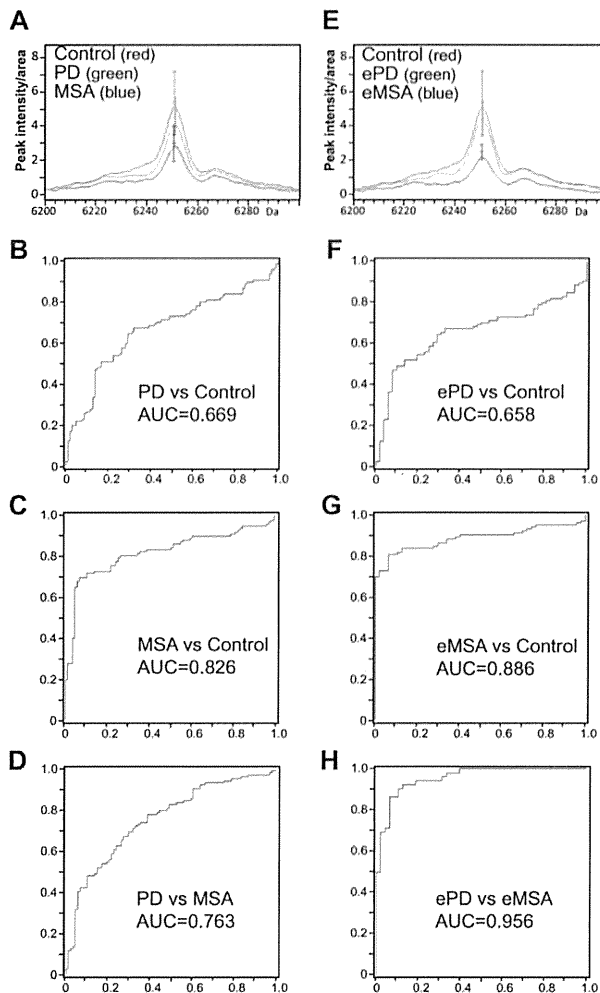 A
Peak intensity/area
8
6
4
2
0
Control (red)
PD (green)
MSA (blue)
6200 6220 6240 6260 6280 Da
E
Peak intensity/area
8
6
4
2
0
Control (red)
ePD (green)
eMSA (blue)
6200 6220 6240 6260 6280 Da
B
1.0
0.8
0.6
0.4
0.2
0
PD vs Control
AUC=0.669
0 0.2 0.4 0.6 0.8 1.0
F
1.0
0.8
0.6
0.4
0.2
0
ePD vs Control
AUC=0.658
0 0.2 0.4 0.6 0.8 1.0
C
1.0
0.8
0.6
0.4
0.2
0
MSA vs Control
AUC=0.826
0 0.2 0.4 0.6 0.8 1.0
G
1.0
0.8
0.6
0.4
0.2
0
eMSA vs Control
AUC=0.886
0 0.2 0.4 0.6 0.8 1.0
D
1.0
0.8
0.6
0.4
0.2
0
PD vs MSA
AUC=0.763
0 0.2 0.4 0.6 0.8 1.0
H
1.0
0.8
0.6
0.4
0.2
0
ePD vs eMSA
AUC=0.956
0 0.2 0.4 0.6 0.8 1.0